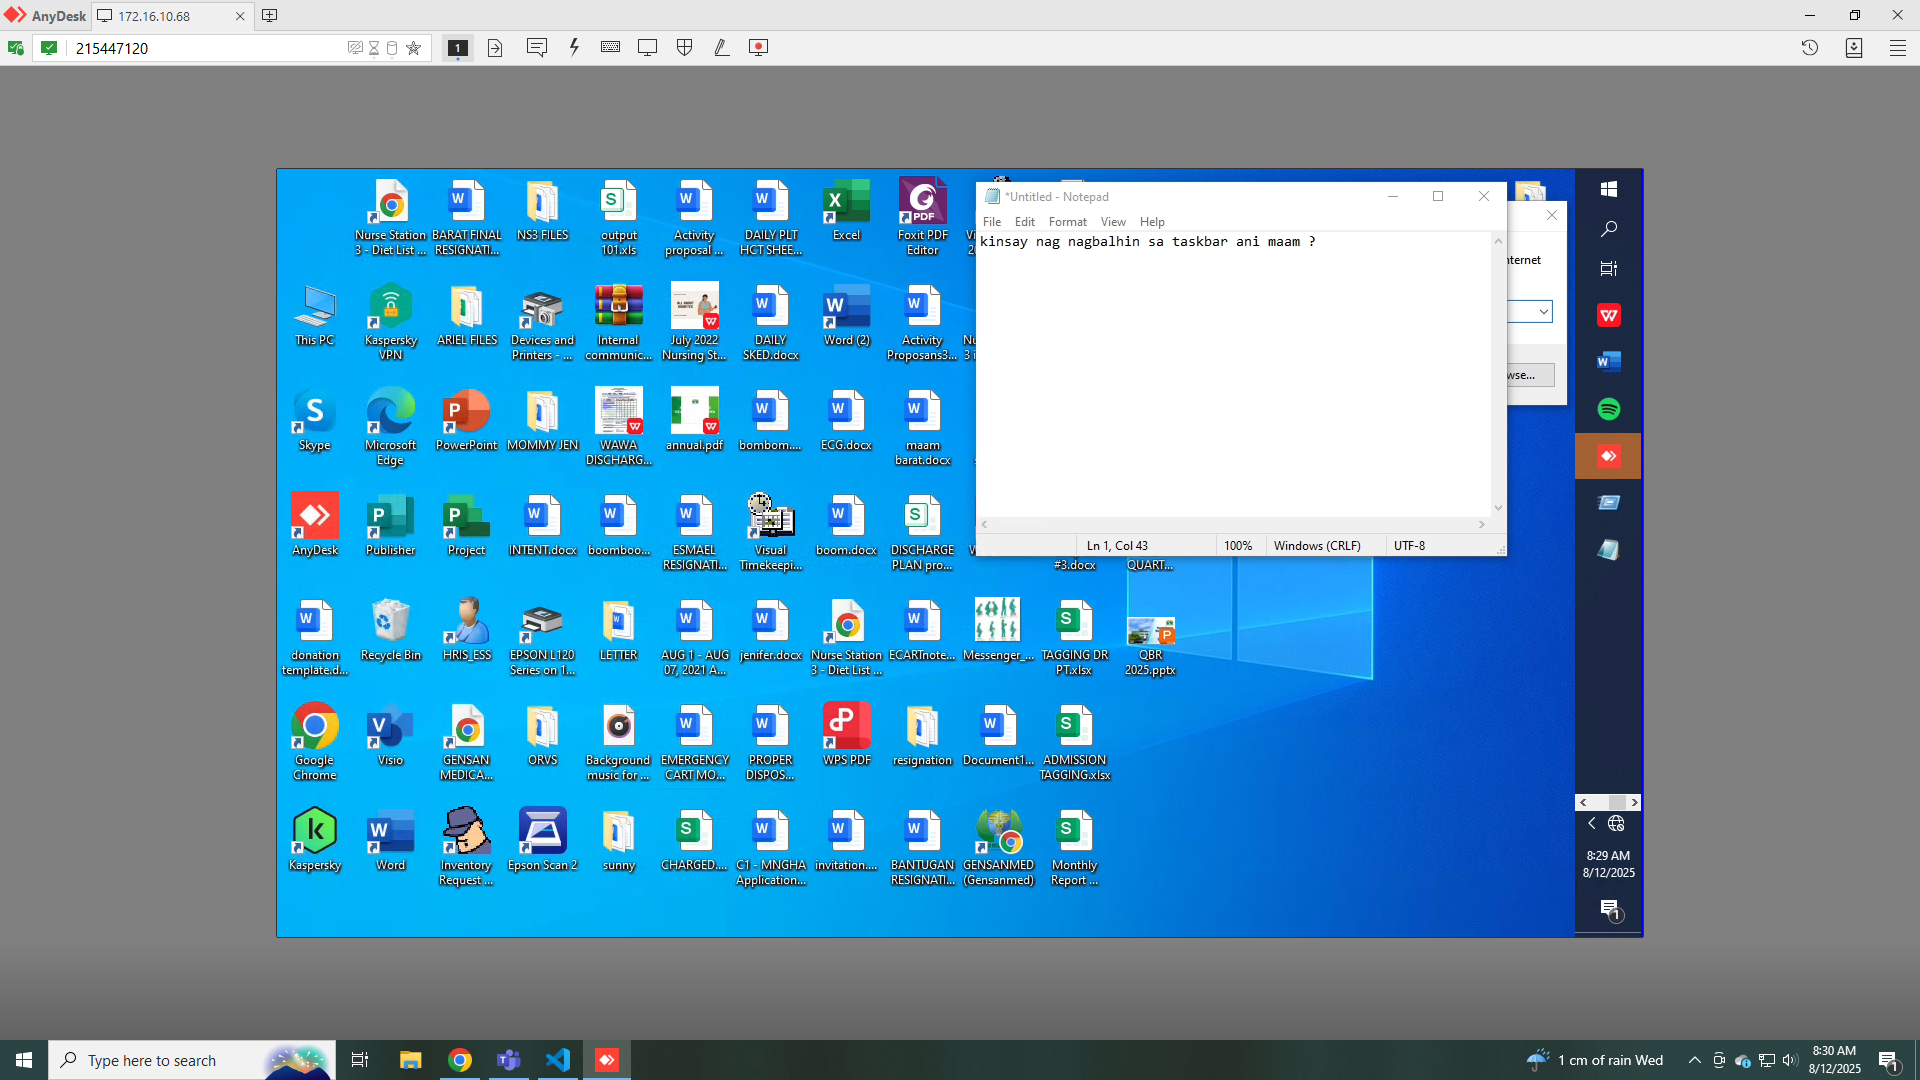 AnyDesk
172.16.10.68
215447120
1
Nurse Station 3 - Diet List ...
BARAT FINAL RESIGNATI...
NS3 FILES
output 101.xls
Activity proposal ...
DAILY PLT HCT SHEE...
Excel
Foxit PDF Editor
*Untitled - Notepad
File Edit Format View Help
kinsay nag nagbalhin sa taskbar ani maam ?
Ln 1, Col 43
100%
Windows (CRLF)
UTF-8
This PC
Kaspersky VPN
ARIEL FILES
Devices and Printers - ...
Internal communic...
July 2022 Nursing St...
DAILY SKED.docx
Word (2)
Activity Proposans3...
Skype
Microsoft Edge
PowerPoint
MOMMY JEN
WAWA DISCHARG...
annual.pdf
bombom....
ECG.docx
maam barat.docx
AnyDesk
Publisher
Project
INTENT.docx
boomboo...
ESMAEL RESIGNATI...
Visual Timekeepi...
boom.docx
DISCHARGE PLAN pro...
#3.docx
QUART...
donation template.d...
Recycle Bin
HRIS_ESS
EPSON L120 Series on 1...
LETTER
AUG 1 - AUG 07, 2021 A...
jenifer.docx
Nurse Station 3 - Diet List ...
ECARTnote...
Messenger_...
TAGGING DR PT.xlsx
QBR 2025.pptx
Google Chrome
Visio
GENSAN MEDICA...
ORVS
Background music for ...
EMERGENCY CART MO...
PROPER DISPOS...
WPS PDF
resignation
Document1...
ADMISSION TAGGING.xlsx
Kaspersky
Word
Inventory Request ...
Epson Scan 2
sunny
CHARGED....
C1 - MNGHA Application...
invitation....
BANTUGAN RESIGNATI...
GENSANMED (Gensanmed)
Monthly Report ...
8:29 AM
8/12/2025
1
Type here to search
1 cm of rain Wed
8:30 AM
8/12/2025
1